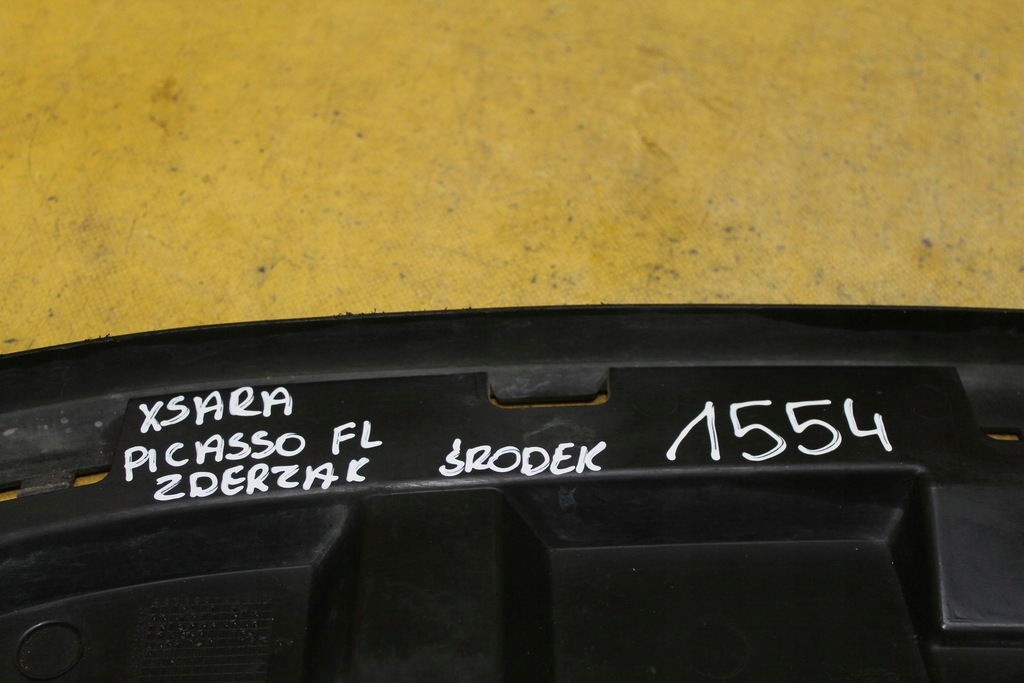 XSARA
PICASSO FL
ZDERZAK
ŚRODEK
1554